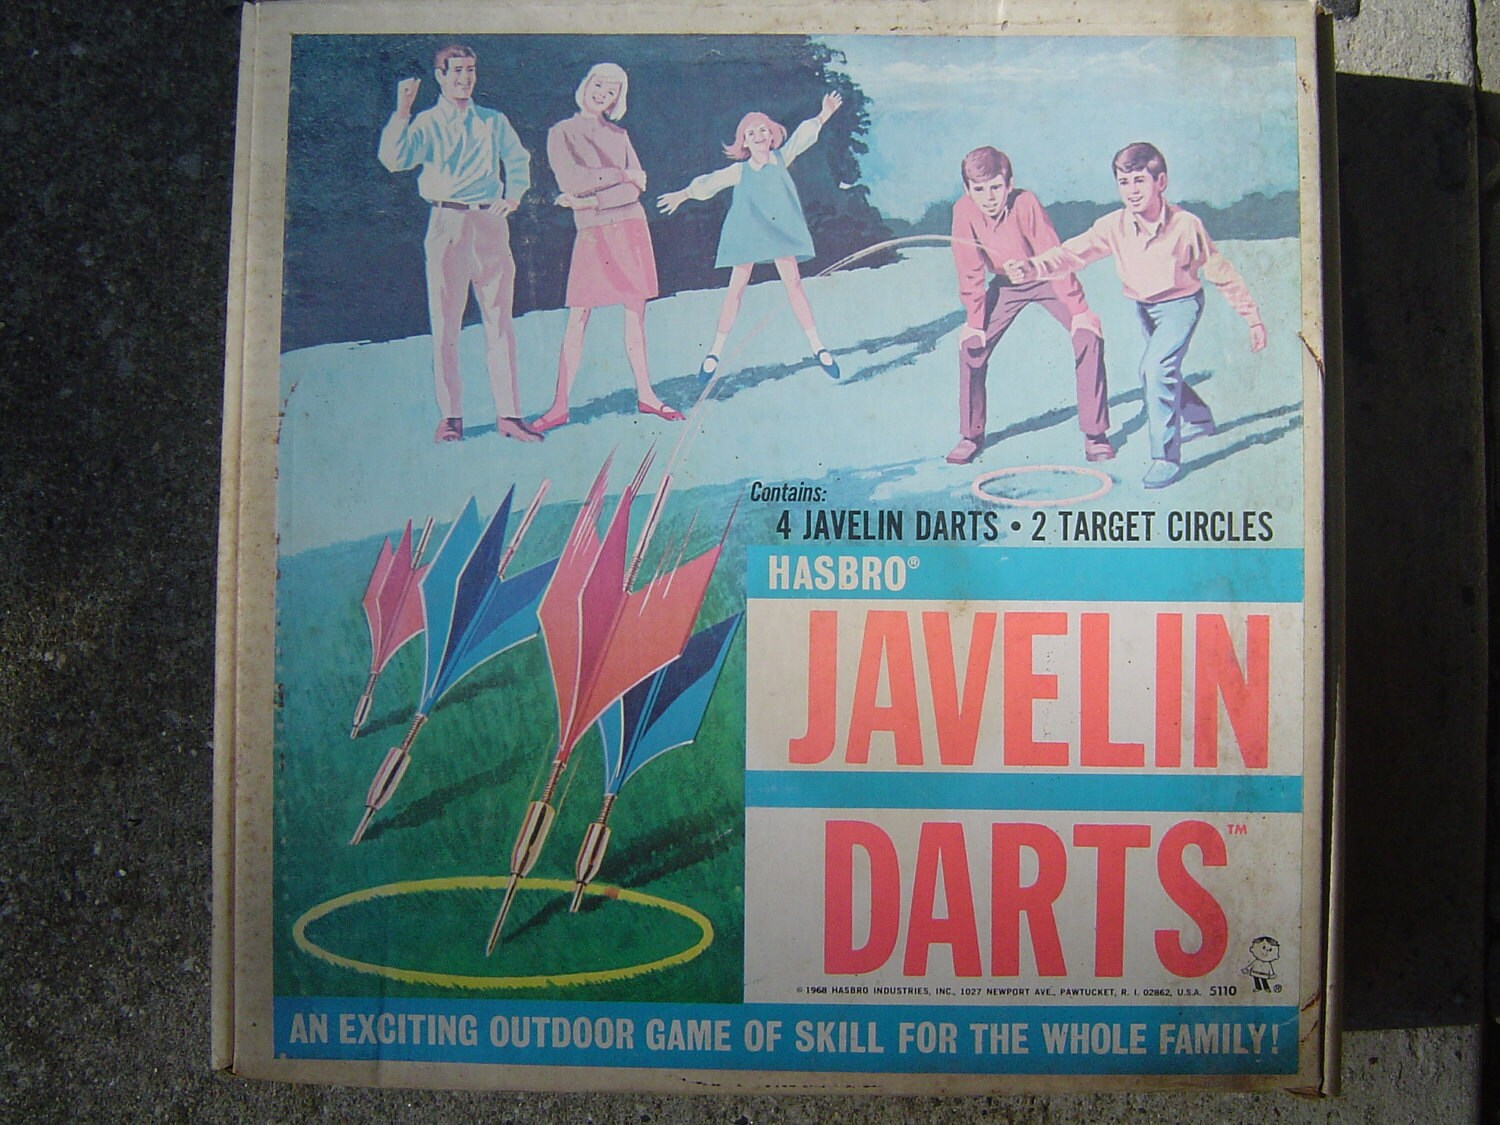 Contains:
4 JAVELIN DARTS • 2 TARGET CIRCLES
HASBRO®
JAVELIN
DARTS™
© 1968 HASBRO INDUSTRIES, INC., 1027 NEWPORT AVE., PAWTUCKET, R. I. 02862, U.S.A. 5110 ®
AN EXCITING OUTDOOR GAME OF SKILL FOR THE WHOLE FAMILY!